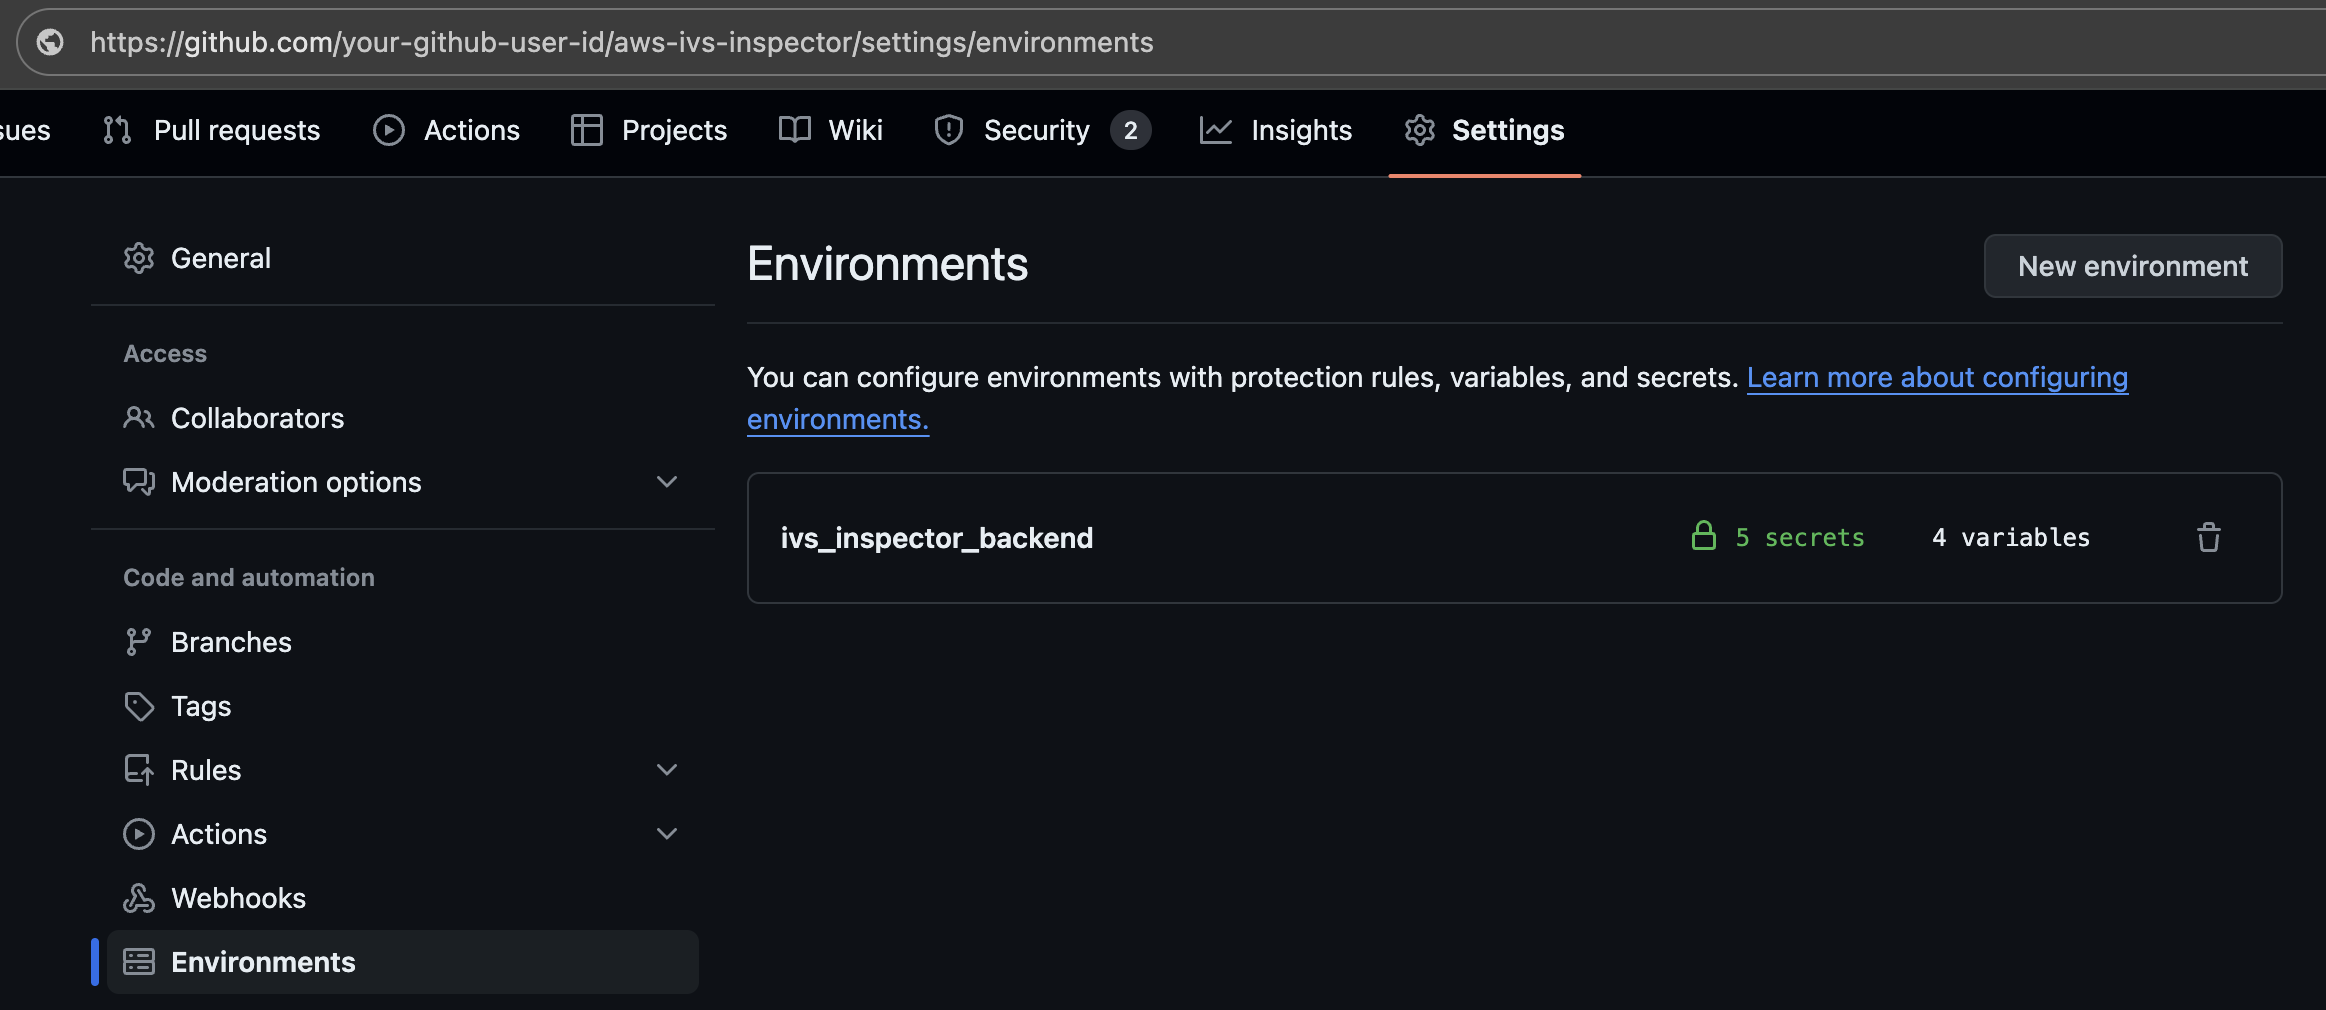 https://github.com/your-github-user-id/aws-ivs-inspector/settings/environments
sues Pull requests Actions Projects Wiki Security 2 Insights Settings
General
Access
Collaborators
Moderation options
Code and automation
Branches
Tags
Rules
Actions
Webhooks
Environments
Environments
New environment
You can configure environments with protection rules, variables, and secrets. Learn more about configuring
environments.
ivs_inspector_backend 5 secrets 4 variables